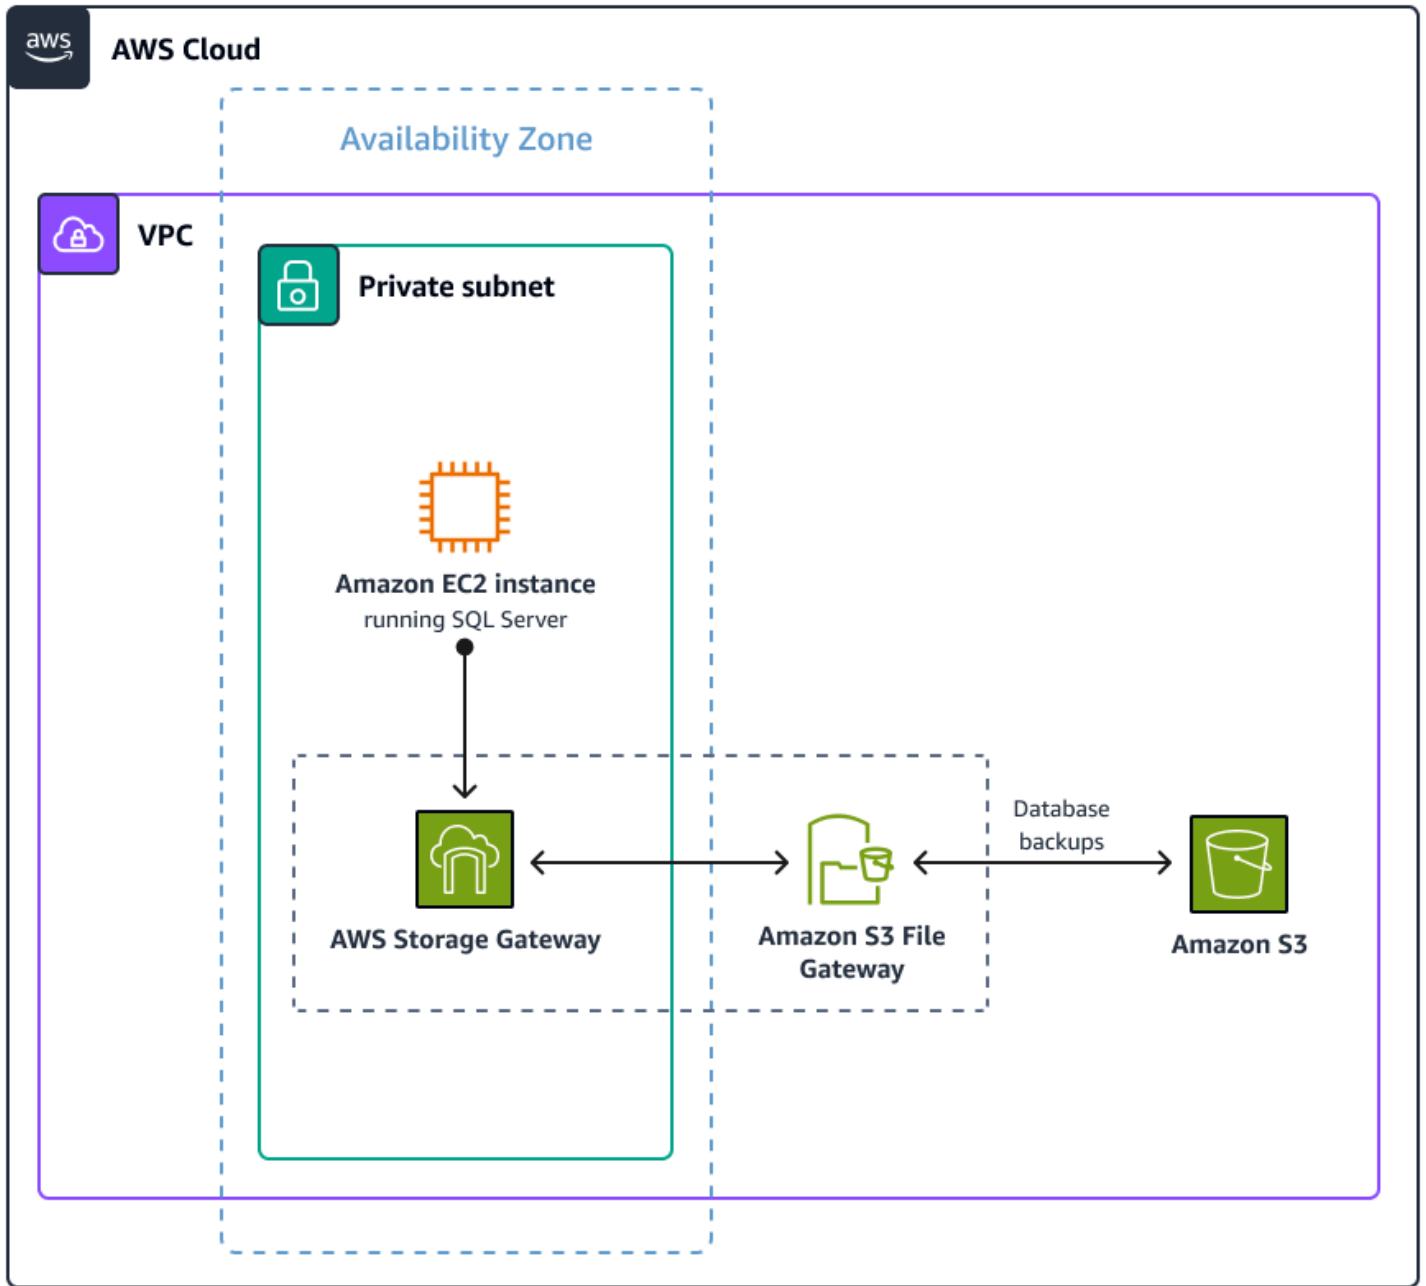 aws
AWS Cloud
Availability Zone
VPC
Private subnet
Amazon EC2 instance
running SQL Server
Database
backups
AWS Storage Gateway
Amazon S3 File
Gateway
Amazon S3